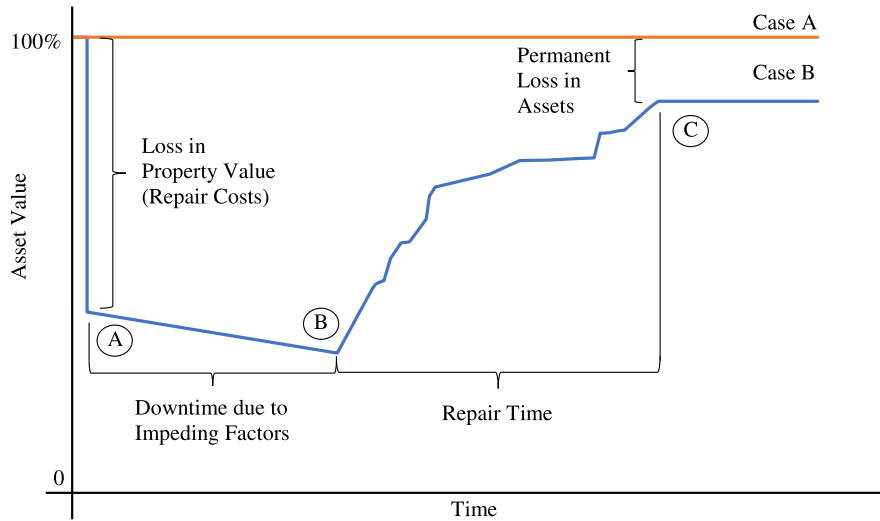 Case A
100%
Permanent
Loss in
Assets
Case B
C
Loss in
Property Value
(Repair Costs)
Asset Value
B
A
Downtime due to
Impeding Factors
Repair Time
0
Time